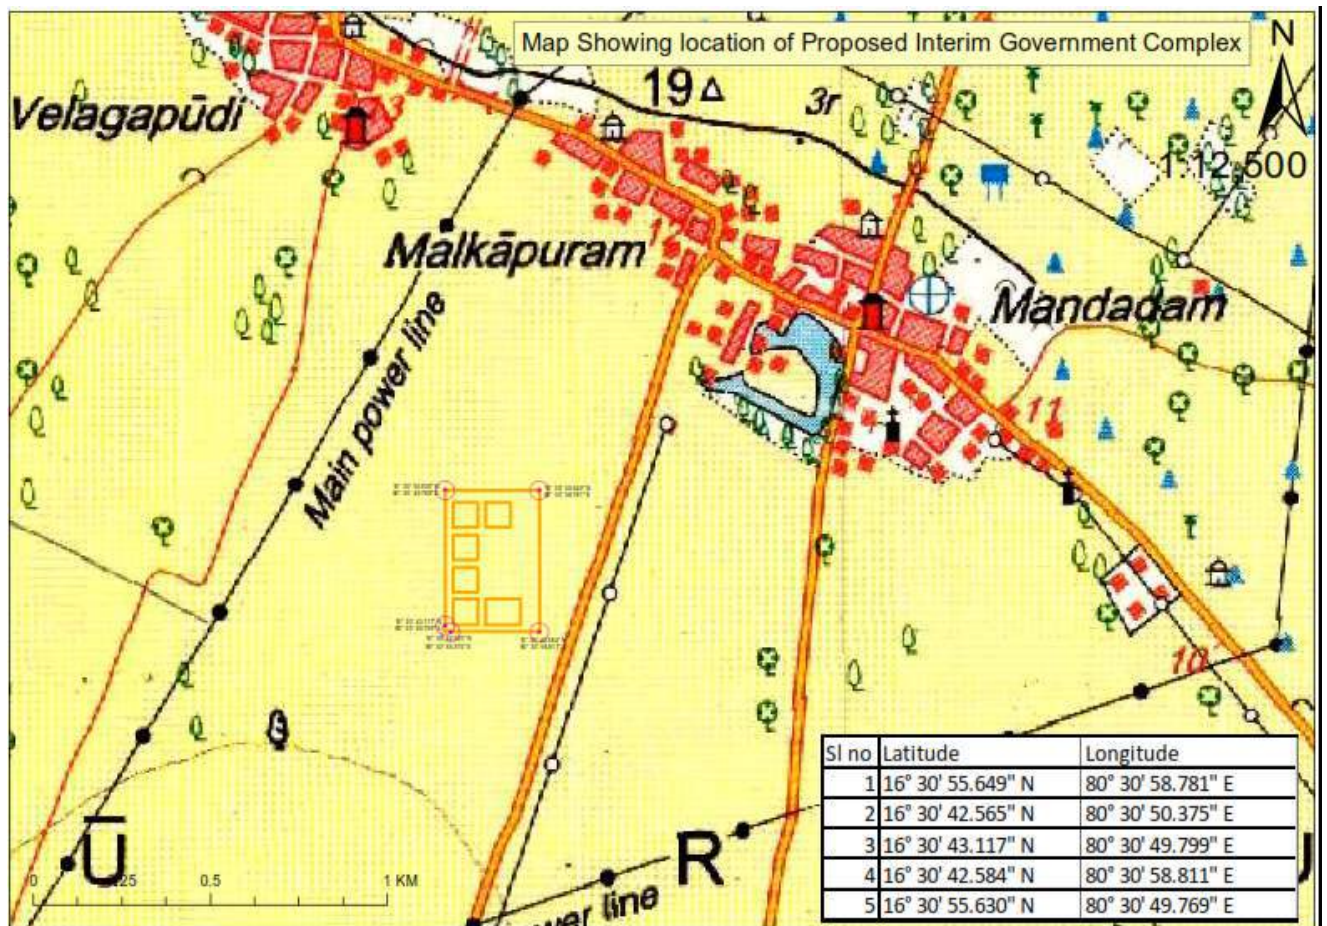 Map Showing location of Proposed Interim Government Complex
N
1:12,500
Velagapūdi
3
19
3r
Malkāpuram
1
Mandadam
11
Main power line
10
Ū
R
wer line
0
0.5
1 KM
Sl no Latitude Longitude
1 16° 30' 55.649" N 80° 30' 58.781" E
2 16° 30' 42.565" N 80° 30' 50.375" E
3 16° 30' 43.117" N 80° 30' 49.799" E
4 16° 30' 42.584" N 80° 30' 58.811" E
5 16° 30' 55.630" N 80° 30' 49.769" E